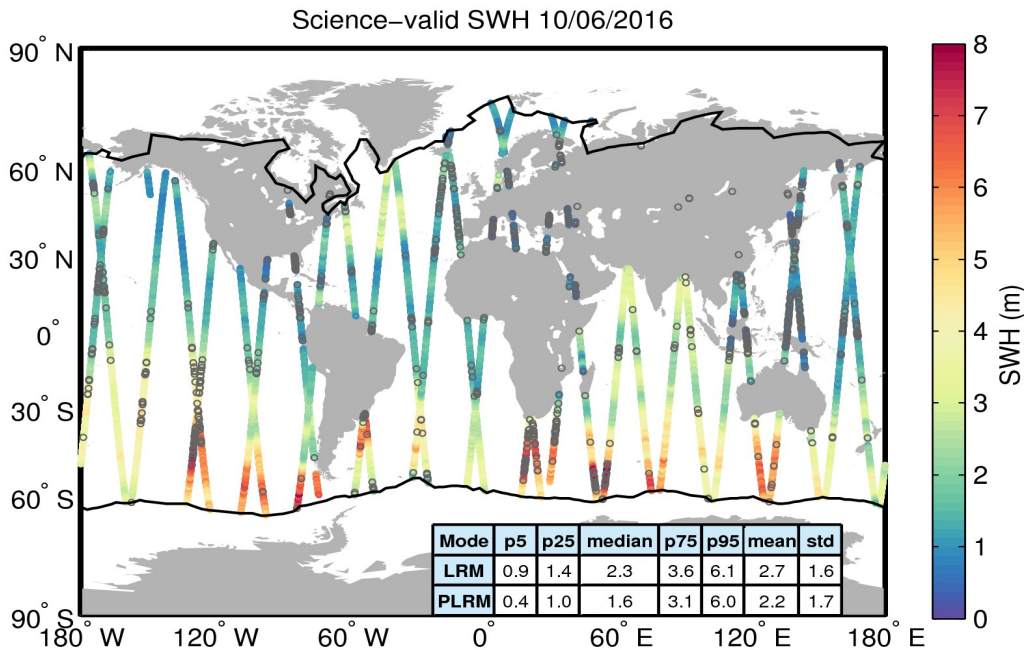 Science−valid SWH 10/06/2016
90° N
60° N
30° N
0°
30° S
60° S
90° S
180° W
120° W
60° W
0°
60° E
120° E
180° E
Mode p5 p25 median p75 p95 mean std
LRM 0.9 1.4 2.3 3.6 6.1 2.7 1.6
PLRM 0.4 1.0 1.6 3.1 6.0 2.2 1.7
8
7
6
5
4
3
2
1
0
SWH (m)